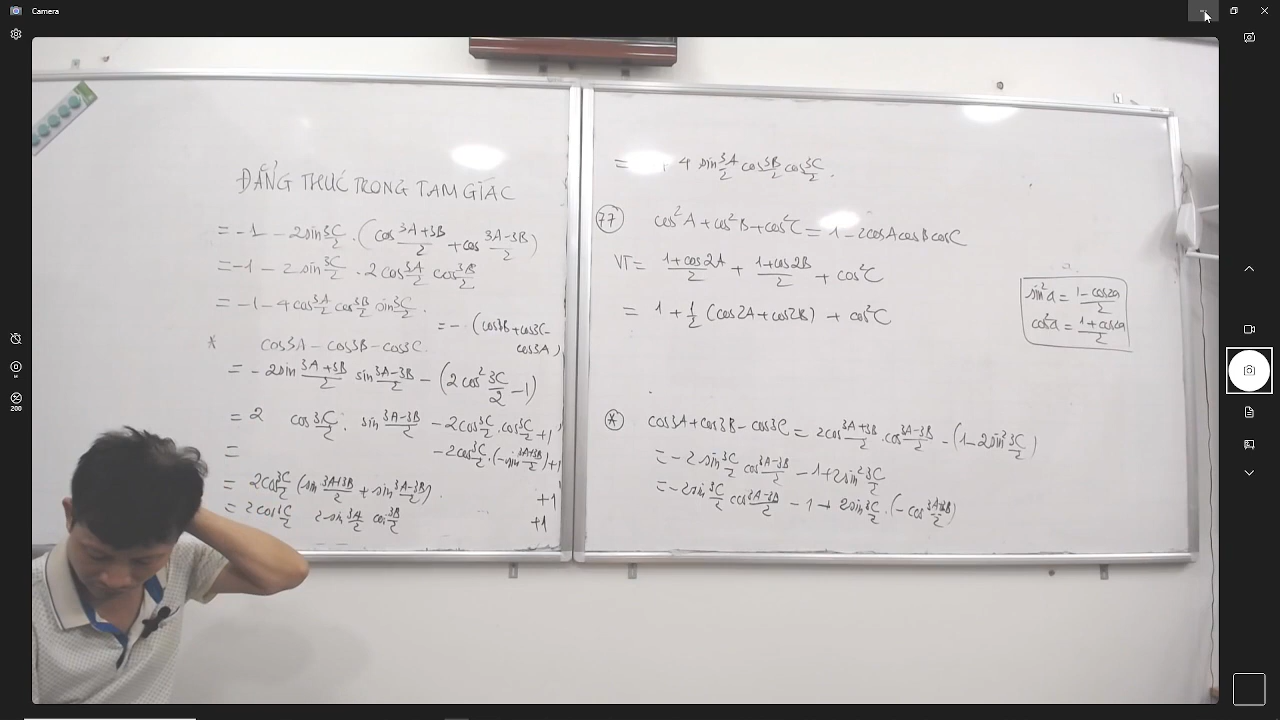 Camera
ĐẲNG THỨC TRONG TAM GIÁC
= -1 - 2sin 3C/2 . (cos (3A+3B)/2 + cos (3A-3B)/2)
= -1 - 2 sin 3C/2 . 2cos 3A/2 cos 3B/2
= -1 - 4cos 3A/2 cos 3B/2 sin 3C/2.
* cos3A - cos3B - cos3C.
= - (cos3B + cos3C - cos3A)
= - 2sin (3A+3B)/2 sin (3A-3B)/2 - (2cos² 3C/2 - 1)
= 2 cos 3C/2 . sin (3A-3B)/2 - 2cos 3C/2 . cos 3C/2 + 1
= - 2cos 3C/2 . (-sin (3A+3B)/2) + 1
= 2cos 3C/2 (sin (3A+3B)/2 + sin (3A-3B)/2). +1
= 2cos 3C/2 2sin 3A/2 cos 3B/2 +1
= 4 sin 3A/2 cos 3B/2 cos 3C/2.
77 cos²A + cos²B + cos²C = 1 - 2cosAcosBcosC
VT = (1+cos2A)/2 + (1+cos2B)/2 + cos²C
= 1 + 1/2 (cos2A + cos2B) + cos²C
sin²a = (1-cos2a)/2
cos²a = (1+cos2a)/2
* cos3A + cos3B - cos3C = 2cos (3A+3B)/2 . cos (3A-3B)/2 - (1 - 2sin² 3C/2)
= - 2 sin 3C/2 cos (3A-3B)/2 - 1 + 2sin² 3C/2
= -2sin 3C/2 cos (3A-3B)/2 - 1 + 2sin 3C/2 . (-cos (3A+3B)/2)
200